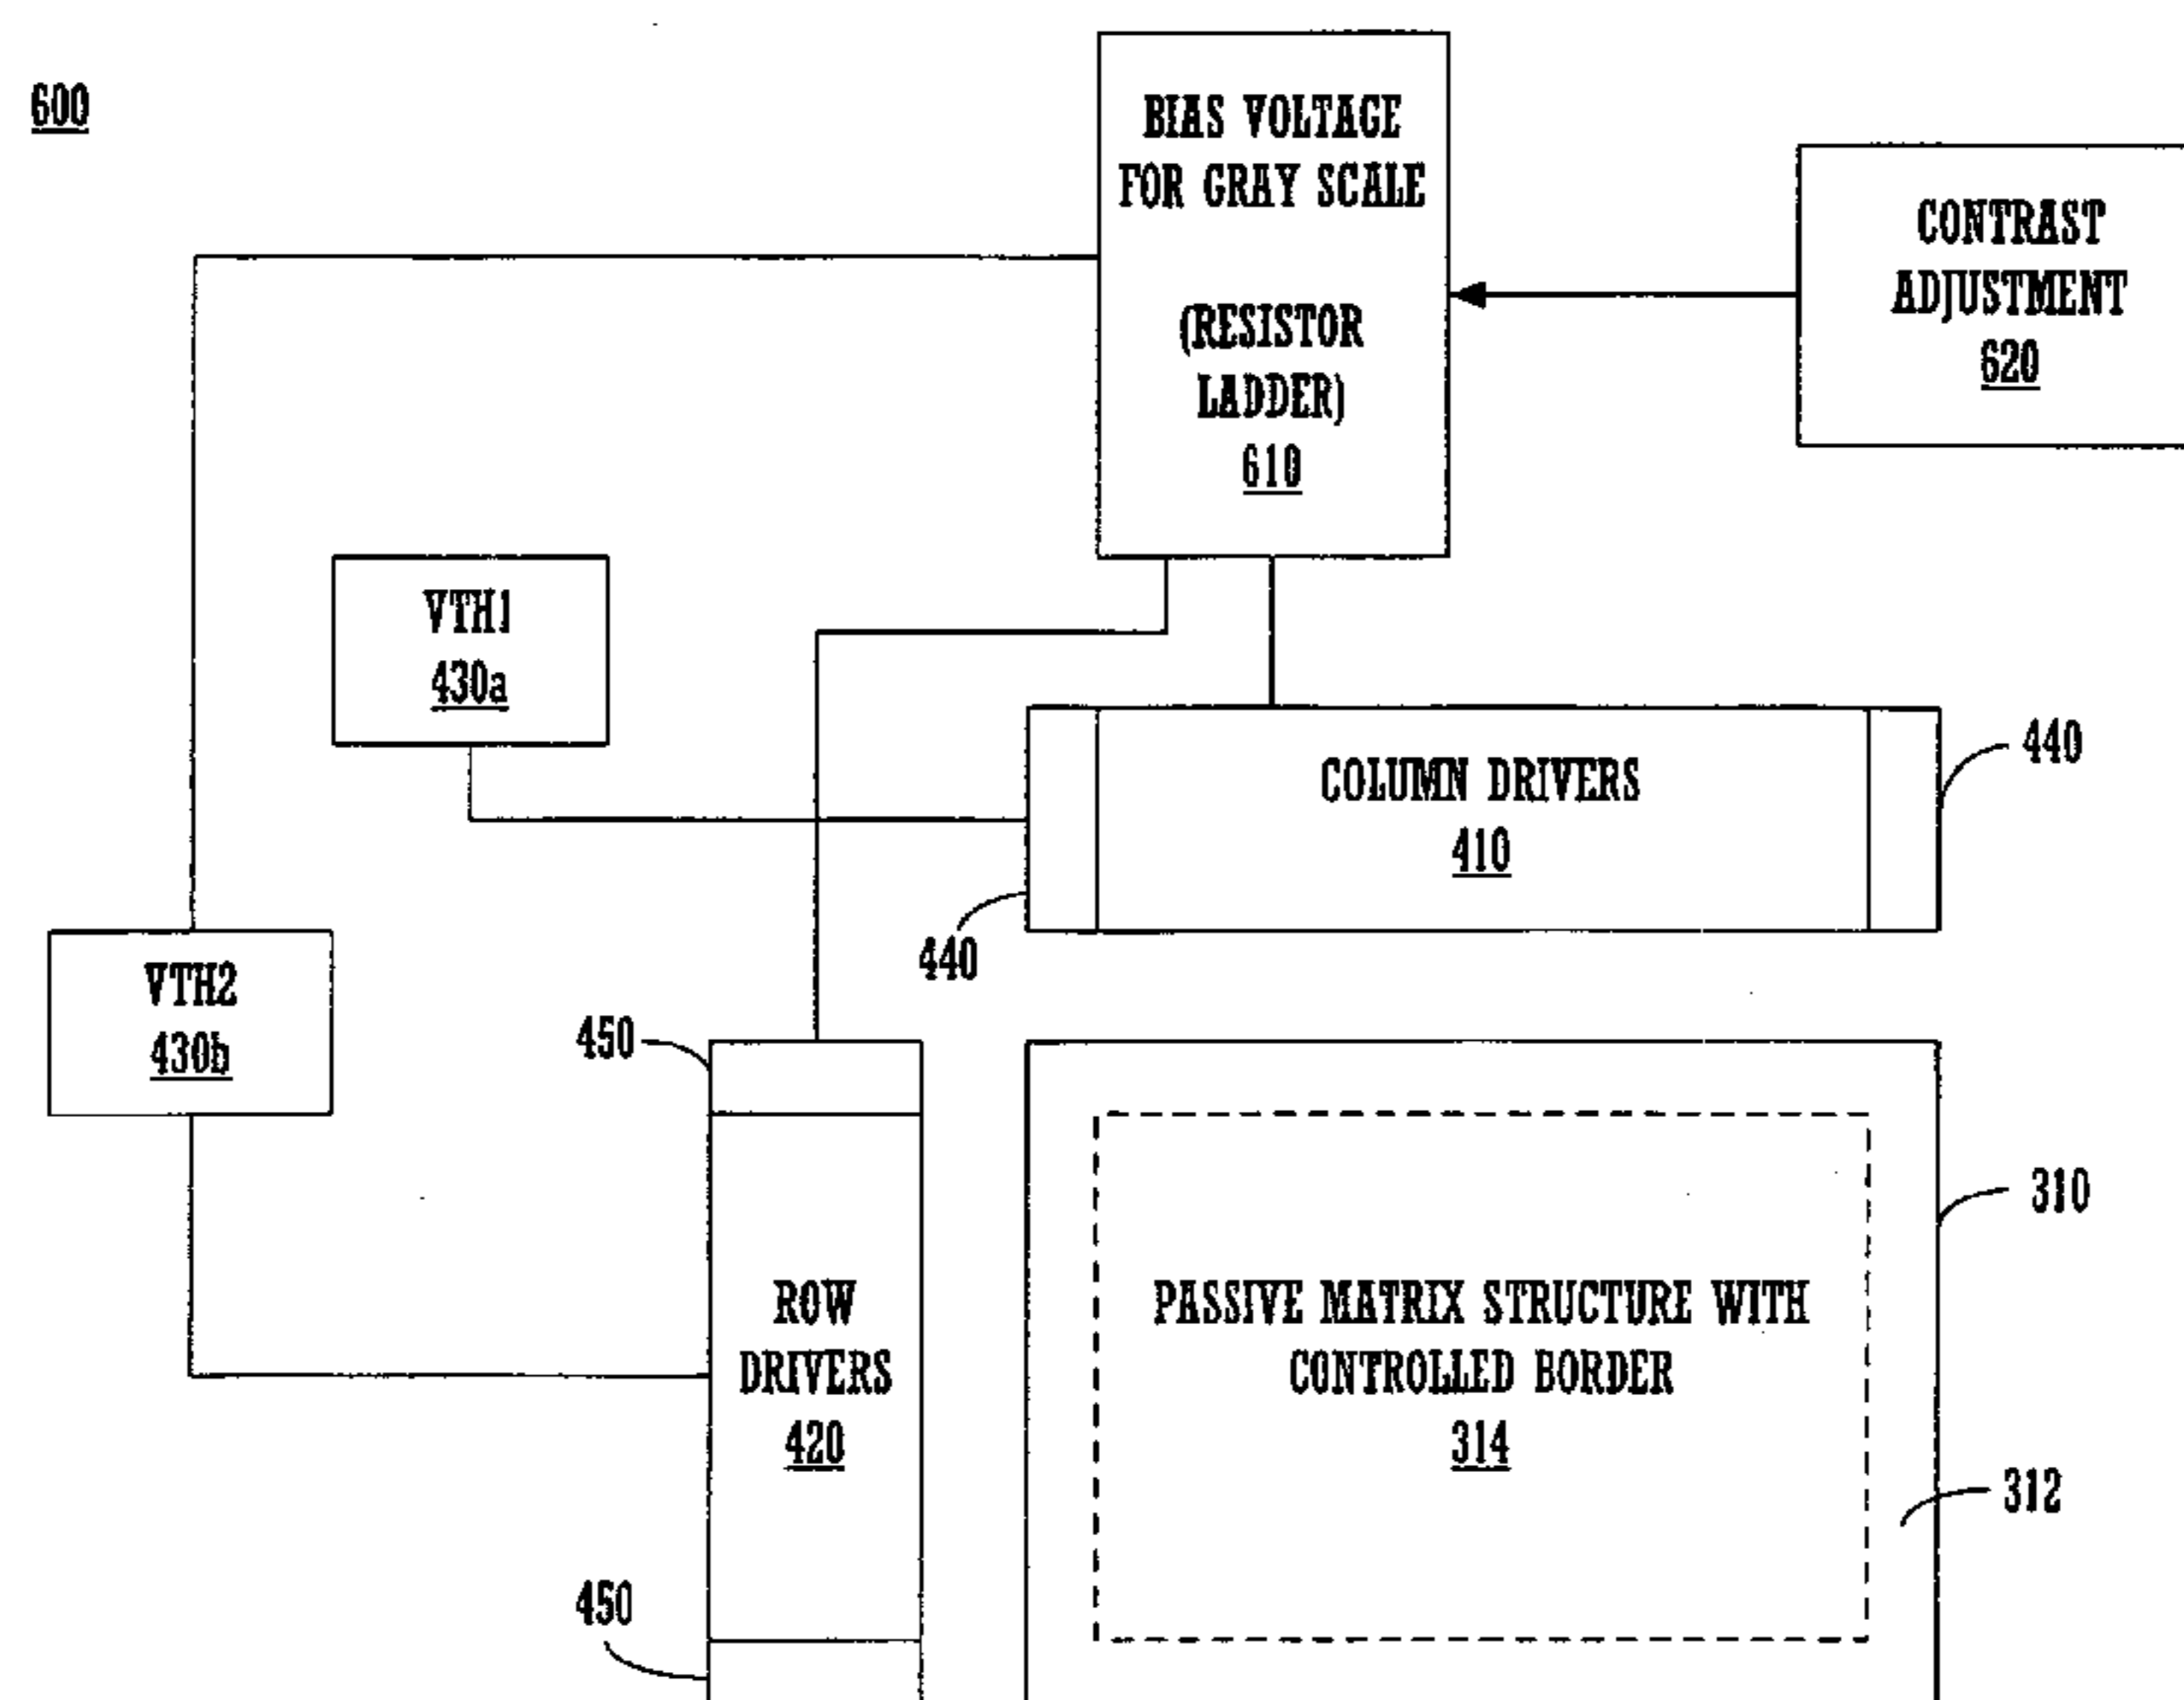 600
BIAS VOLTAGE
FOR GRAY SCALE
(RESISTOR
LADDER)
610
CONTRAST
ADJUSTMENT
620
VTH1
430a
COLUMN DRIVERS
410
440
440
VTH2
430b
450
ROW
DRIVERS
420
450
PASSIVE MATRIX STRUCTURE WITH
CONTROLLED BORDER
314
310
312